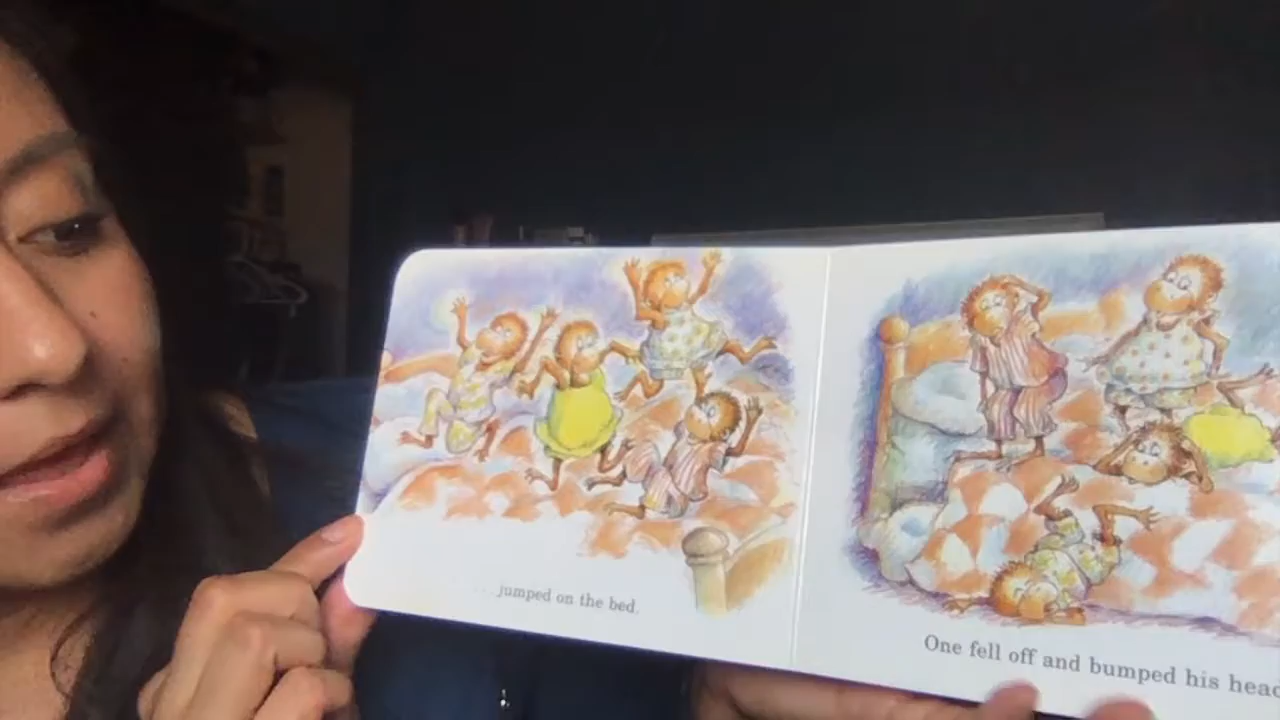 ...jumped on the bed.
One fell off and bumped his head